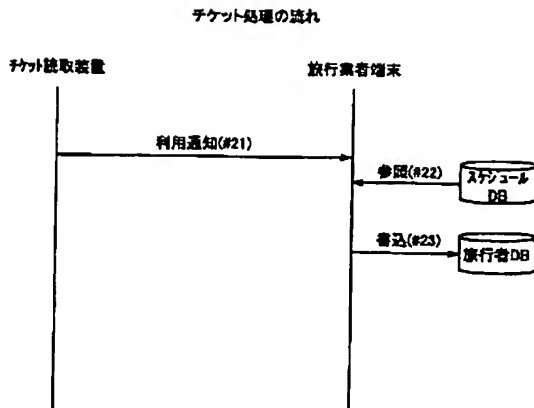 チケット処理の流れ
チケット読取装置
旅行業者端末
利用通知(#21)
参照(#22)
スケジュール
DB
書込(#23)
旅行者DB